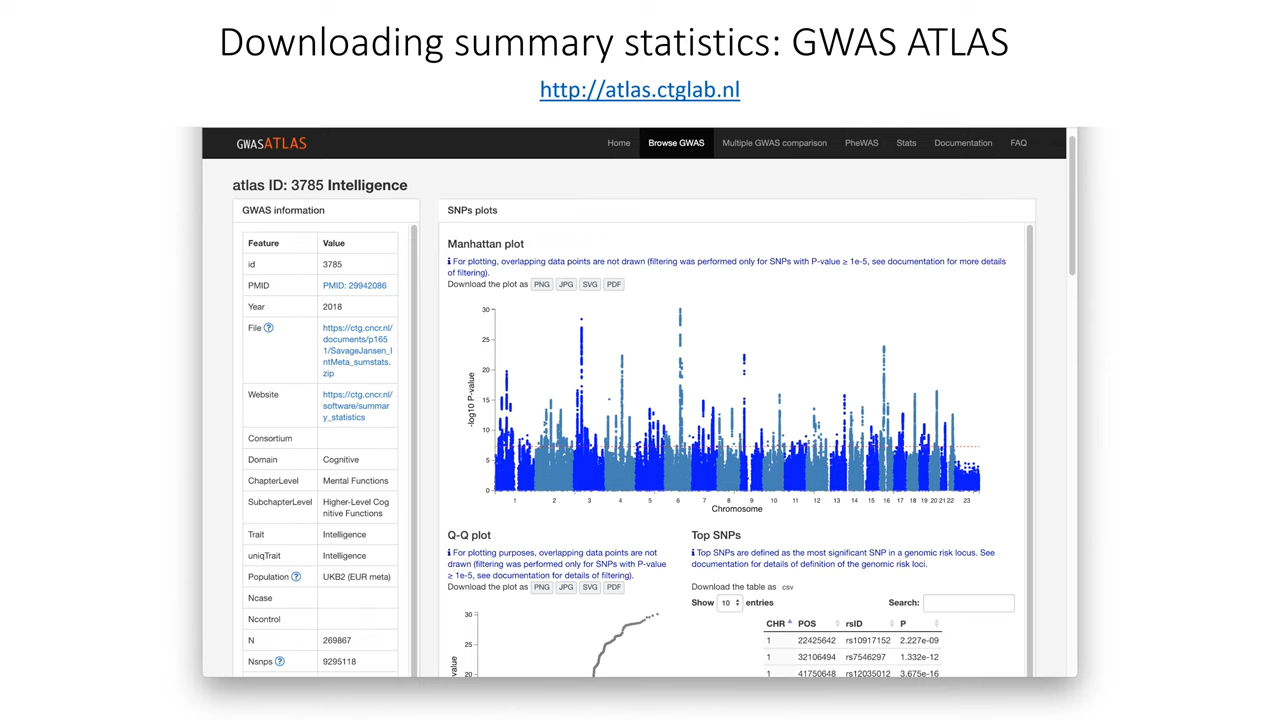 Downloading summary statistics: GWAS ATLAS
http://atlas.ctglab.nl
GWASATLAS
Home Browse GWAS Multiple GWAS comparison PheWAS Stats Documentation FAQ
atlas ID: 3785 Intelligence
GWAS information
Feature Value
id 3785
PMID PMID: 29942086
Year 2018
File ? https://ctg.cncr.nl/
documents/p165
1/SavageJansen_I
ntMeta_sumstats.
zip
Website https://ctg.cncr.nl/
software/summar
y_statistics
Consortium
Domain Cognitive
ChapterLevel Mental Functions
SubchapterLevel Higher-Level Cog
nitive Functions
Trait Intelligence
uniqTrait Intelligence
Population ? UKB2 (EUR meta)
Ncase
Ncontrol
N 269867
Nsnps ? 9295118
SNPs plots
Manhattan plot
i For plotting, overlapping data points are not drawn (filtering was performed only for SNPs with P-value ≥ 1e-5, see documentation for more details
of filtering).
Download the plot as PNG JPG SVG PDF
30
25
20
15
10
5
0
-log10 P-value
1 2 3 4 5 6 7 8 9 10 11 12 13 14 15 16 17 18 19 20 21 22 23
Chromosome
Q-Q plot
i For plotting purposes, overlapping data points are not
drawn (filtering was performed only for SNPs with P-value
≥ 1e-5, see documentation for details of filtering).
Download the plot as PNG JPG SVG PDF
30
25
20
value
Top SNPs
i Top SNPs are defined as the most significant SNP in a genomic risk locus. See
documentation for details of definition of the genomic risk loci.
Download the table as csv
Show 10 entries Search:
CHR POS rsID P
1 22425642 rs10917152 2.227e-09
1 32106494 rs7546297 1.332e-12
1 41750648 rs12035012 3.675e-16